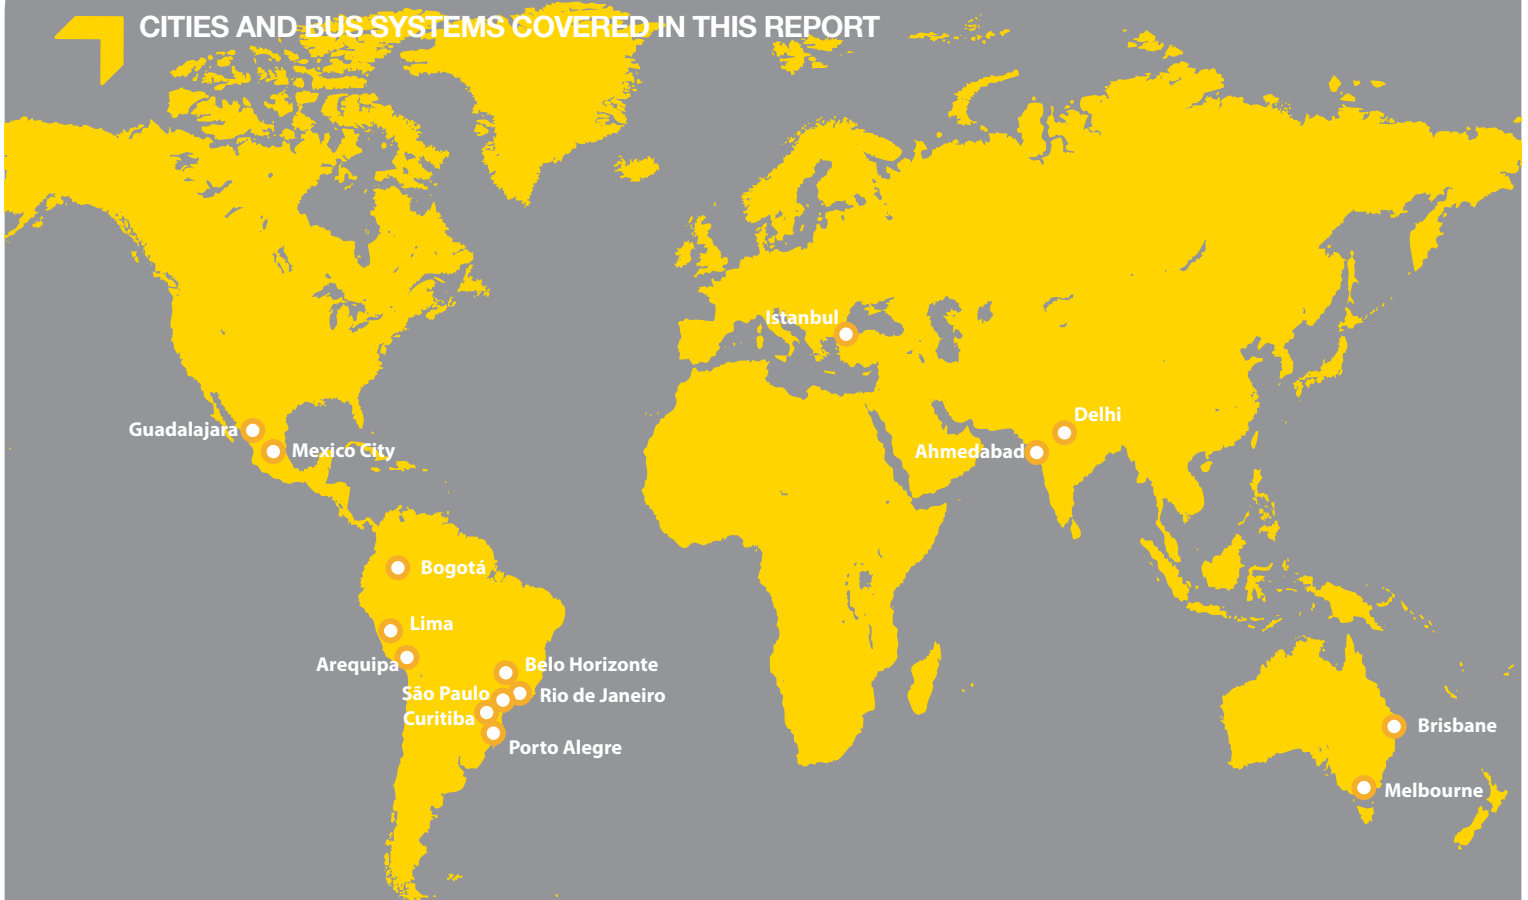 CITIES AND BUS SYSTEMS COVERED IN THIS REPORT
Istanbul
Delhi
Guadalajara
Mexico City
Ahmedabad
Bogotá
Lima
Arequipa
Belo Horizonte
São Paulo
Rio de Janeiro
Curitiba
Porto Alegre
Brisbane
Melbourne